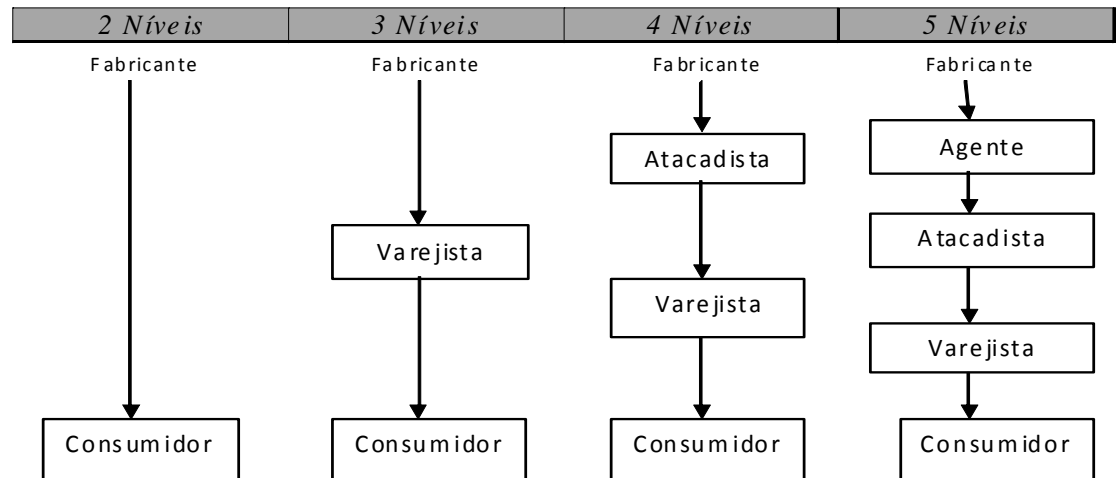 2 Níveis 3 Níveis 4 Níveis 5 Níveis
Fabricante Fabricante Fabricante Fabricante
Atacadista Agente
Varejista Atacadista
Varejista Varejista
Consumidor Consumidor Consumidor Consumidor